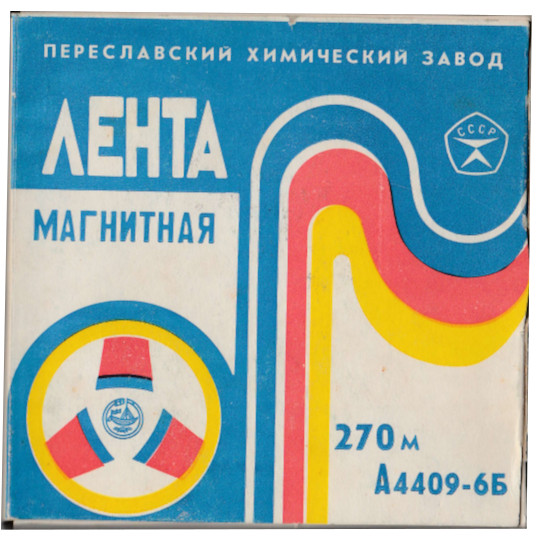 ПЕРЕСЛАВСКИЙ ХИМИЧЕСКИЙ ЗАВОД
ЛЕНТА
СССР
МАГНИТНАЯ
270 м
А4409-6Б